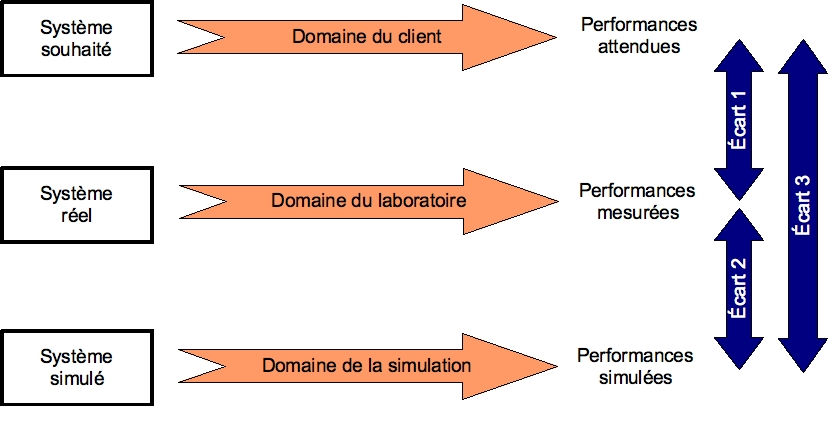 Système
souhaité
Domaine du client
Performances
attendues
Écart 1
Système
réel
Domaine du laboratoire
Performances
mesurées
Écart 3
Écart 2
Système
simulé
Domaine de la simulation
Performances
simulées